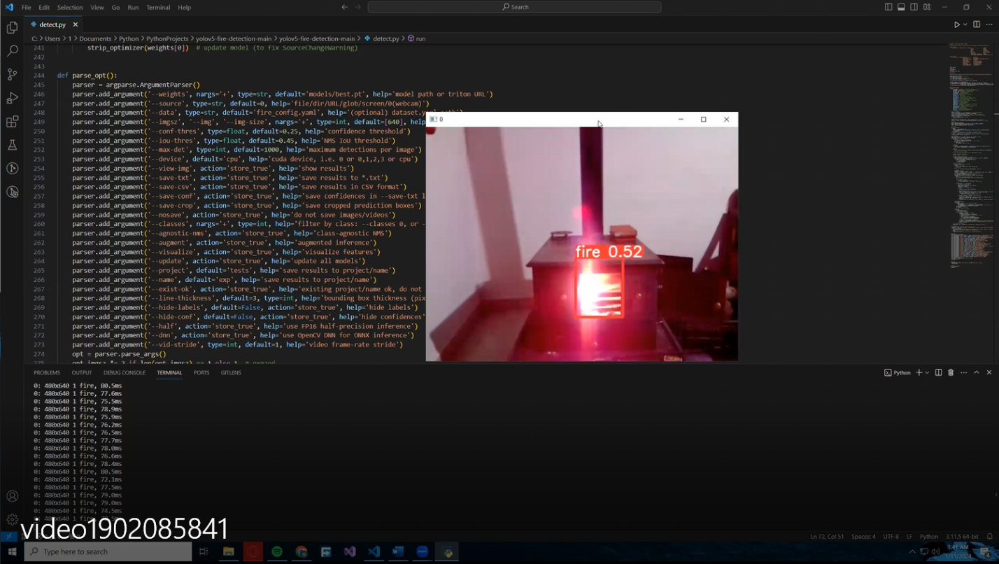 File Edit Selection View Go Run Terminal Help
Search
detect.py
C: > Users > 1 > Documents > Python > PythonProjects > yolov5-fire-detection-main > yolov5-fire-detection-main > detect.py > run
241 strip_optimizer(weights[0]) # update model (to fix SourceChangeWarning)
242
243
244 def parse_opt():
245 parser = argparse.ArgumentParser()
246 parser.add_argument('--weights', nargs='+', type=str, default='models/best.pt', help='model path or triton URL')
247 parser.add_argument('--source', type=str, default=0, help='file/dir/URL/glob/screen/0(webcam)')
248 parser.add_argument('--data', type=str, default='fire_config.yaml', help='(optional) dataset.yaml path')
249 parser.add_argument('--imgsz', '--img', '--img-size', nargs='+', type=int, default=[640], help
250 parser.add_argument('--conf-thres', type=float, default=0.25, help='confidence threshold')
251 parser.add_argument('--iou-thres', type=float, default=0.45, help='NMS IoU threshold')
252 parser.add_argument('--max-det', type=int, default=1000, help='maximum detections per image')
253 parser.add_argument('--device', default='cpu', help='cuda device, i.e. 0 or 0,1,2,3 or cpu')
254 parser.add_argument('--view-img', action='store_true', help='show results')
255 parser.add_argument('--save-txt', action='store_true', help='save results to *.txt')
256 parser.add_argument('--save-csv', action='store_true', help='save results in CSV format')
257 parser.add_argument('--save-conf', action='store_true', help='save confidences in --save-txt l
258 parser.add_argument('--save-crop', action='store_true', help='save cropped prediction boxes')
259 parser.add_argument('--nosave', action='store_true', help='do not save images/videos')
260 parser.add_argument('--classes', nargs='+', type=int, help='filter by class: --classes 0, or -
261 parser.add_argument('--agnostic-nms', action='store_true', help='class-agnostic NMS')
262 parser.add_argument('--augment', action='store_true', help='augmented inference')
263 parser.add_argument('--visualize', action='store_true', help='visualize features')
264 parser.add_argument('--update', action='store_true', help='update all models')
265 parser.add_argument('--project', default='tests', help='save results to project/name')
266 parser.add_argument('--name', default='exp', help='save results to project/name')
267 parser.add_argument('--exist-ok', action='store_true', help='existing project/name ok, do not
268 parser.add_argument('--line-thickness', default=3, type=int, help='bounding box thickness (pix
269 parser.add_argument('--hide-labels', default=False, action='store_true', help='hide labels')
270 parser.add_argument('--hide-conf', default=False, action='store_true', help='hide confidences'
271 parser.add_argument('--half', action='store_true', help='use FP16 half-precision inference')
272 parser.add_argument('--dnn', action='store_true', help='use OpenCV DNN for ONNX inference')
273 parser.add_argument('--vid-stride', type=int, default=1, help='video frame-rate stride')
274 opt = parser.parse_args()
275 opt.imgsz *= 2 if len(opt.imgsz) == 1 else 1 # expand
0
fire 0.52
PROBLEMS OUTPUT DEBUG CONSOLE TERMINAL PORTS GITLENS
Python
0: 480x640 1 fire, 80.5ms
0: 480x640 1 fire, 77.6ms
0: 480x640 1 fire, 75.5ms
0: 480x640 1 fire, 78.9ms
0: 480x640 1 fire, 75.9ms
0: 480x640 1 fire, 76.2ms
0: 480x640 1 fire, 76.5ms
0: 480x640 1 fire, 77.7ms
0: 480x640 1 fire, 78.0ms
0: 480x640 1 fire, 76.6ms
0: 480x640 1 fire, 78.4ms
0: 480x640 1 fire, 80.5ms
0: 480x640 1 fire, 72.1ms
0: 480x640 1 fire, 77.5ms
0: 480x640 1 fire, 79.0ms
0: 480x640 1 fire, 79.0ms
0: 480x640 1 fire, 74.5ms
0: 480x640 1 fire,
video1902085841
Ln 72, Col 51 Spaces: 4 UTF-8 LF Python 3.11.5 64-bit
Type here to search
1:41 AM
1/11/2024